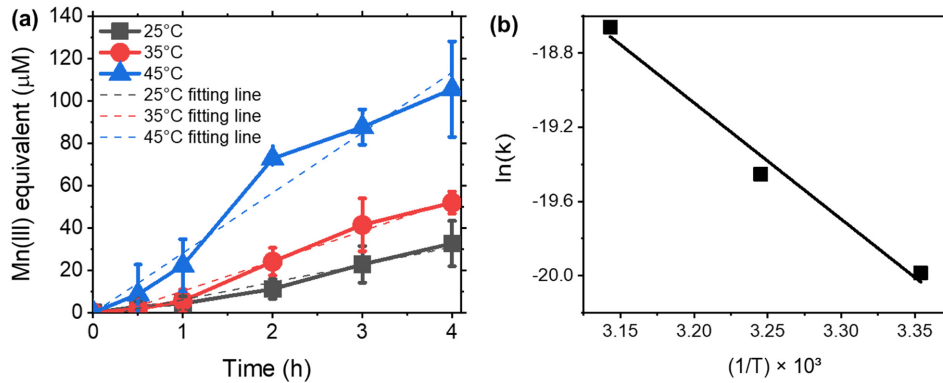 (a)
140
120
100
80
60
40
20
0
Mn(III) equivalent (μM)
25°C
35°C
45°C
25°C fitting line
35°C fitting line
45°C fitting line
0 1 2 3 4
Time (h)
(b)
-18.8
-19.2
-19.6
-20.0
ln(k)
3.15 3.20 3.25 3.30 3.35
(1/T) × 10³